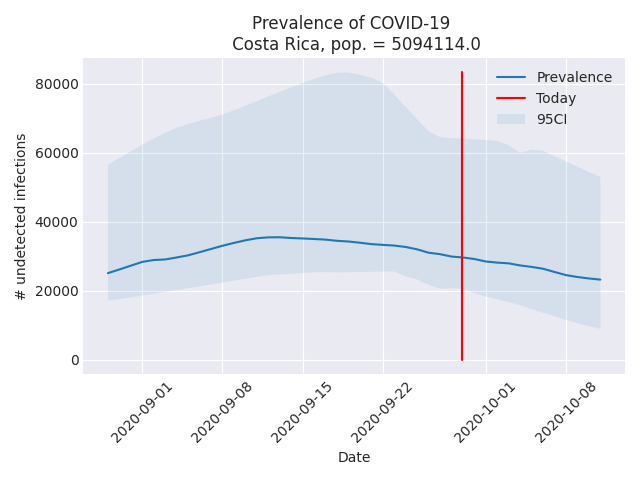 Prevalence of COVID-19
Costa Rica, pop. = 5094114.0
Prevalence
Today
95CI
# undetected infections
80000
60000
40000
20000
0
2020-09-01
2020-09-08
2020-09-15
2020-09-22
2020-10-01
2020-10-08
Date